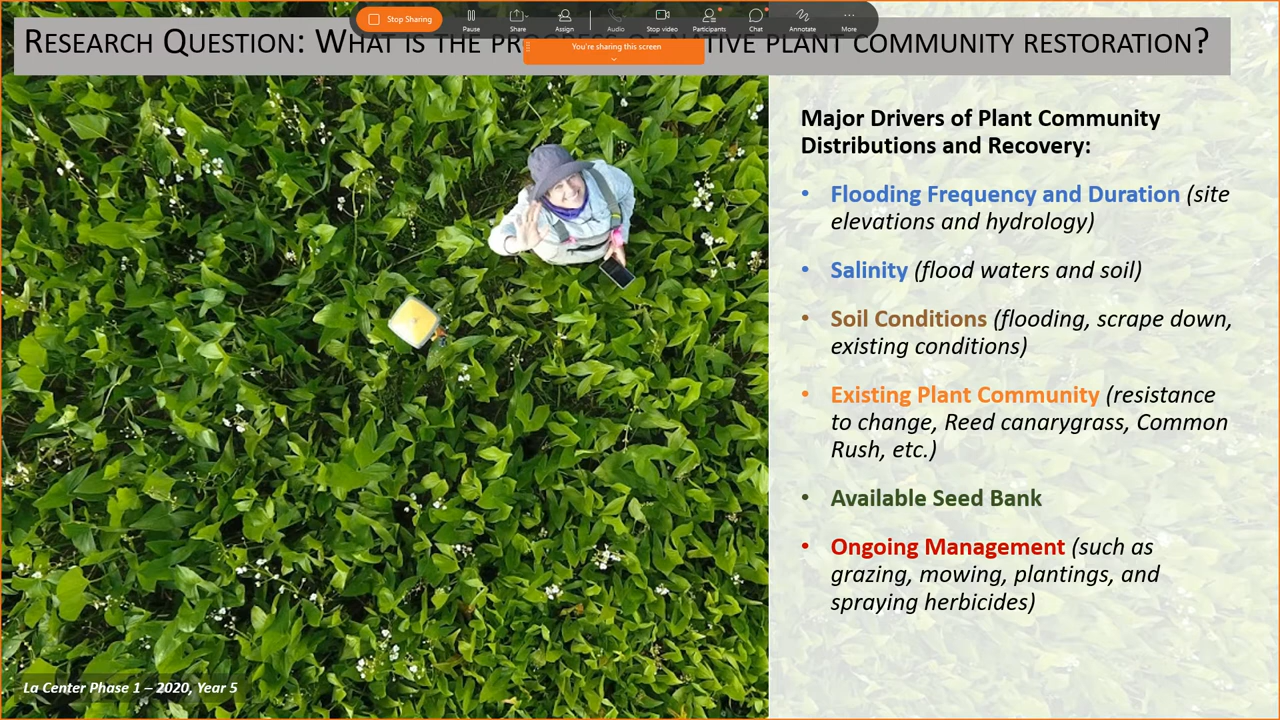 Stop Sharing
Pause
Share
Assign
Audio
Stop video
Participants
Chat
Annotate
More
You're sharing this screen
RESEARCH QUESTION: WHAT IS THE PLANT COMMUNITY RESTORATION?
Major Drivers of Plant Community
Distributions and Recovery:
• Flooding Frequency and Duration (site
elevations and hydrology)
• Salinity (flood waters and soil)
• Soil Conditions (flooding, scrape down,
existing conditions)
• Existing Plant Community (resistance
to change, Reed canarygrass, Common
Rush, etc.)
• Available Seed Bank
• Ongoing Management (such as
grazing, mowing, plantings, and
spraying herbicides)
La Center Phase 1 – 2020, Year 5